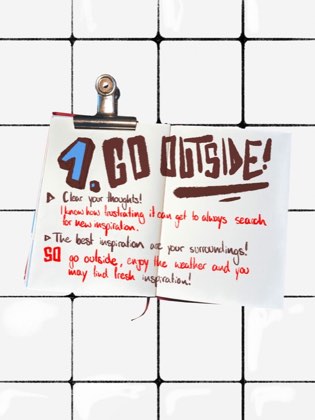 1. GO OUTSIDE!
▷ Clear your thoughts!
I know how frustrating it can get to always search
for new inspiration.
▷ The best inspiration are your surroundings!
SO go outside, enjoy the weather and you
may find fresh inspiration!